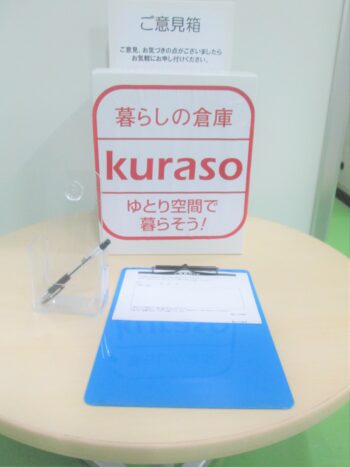 ご意見箱
ご意見、お気づきの点がございましたら
お気軽にお申し付けください。
暮らしの倉庫
kuraso
ゆとり空間で
暮らそう!